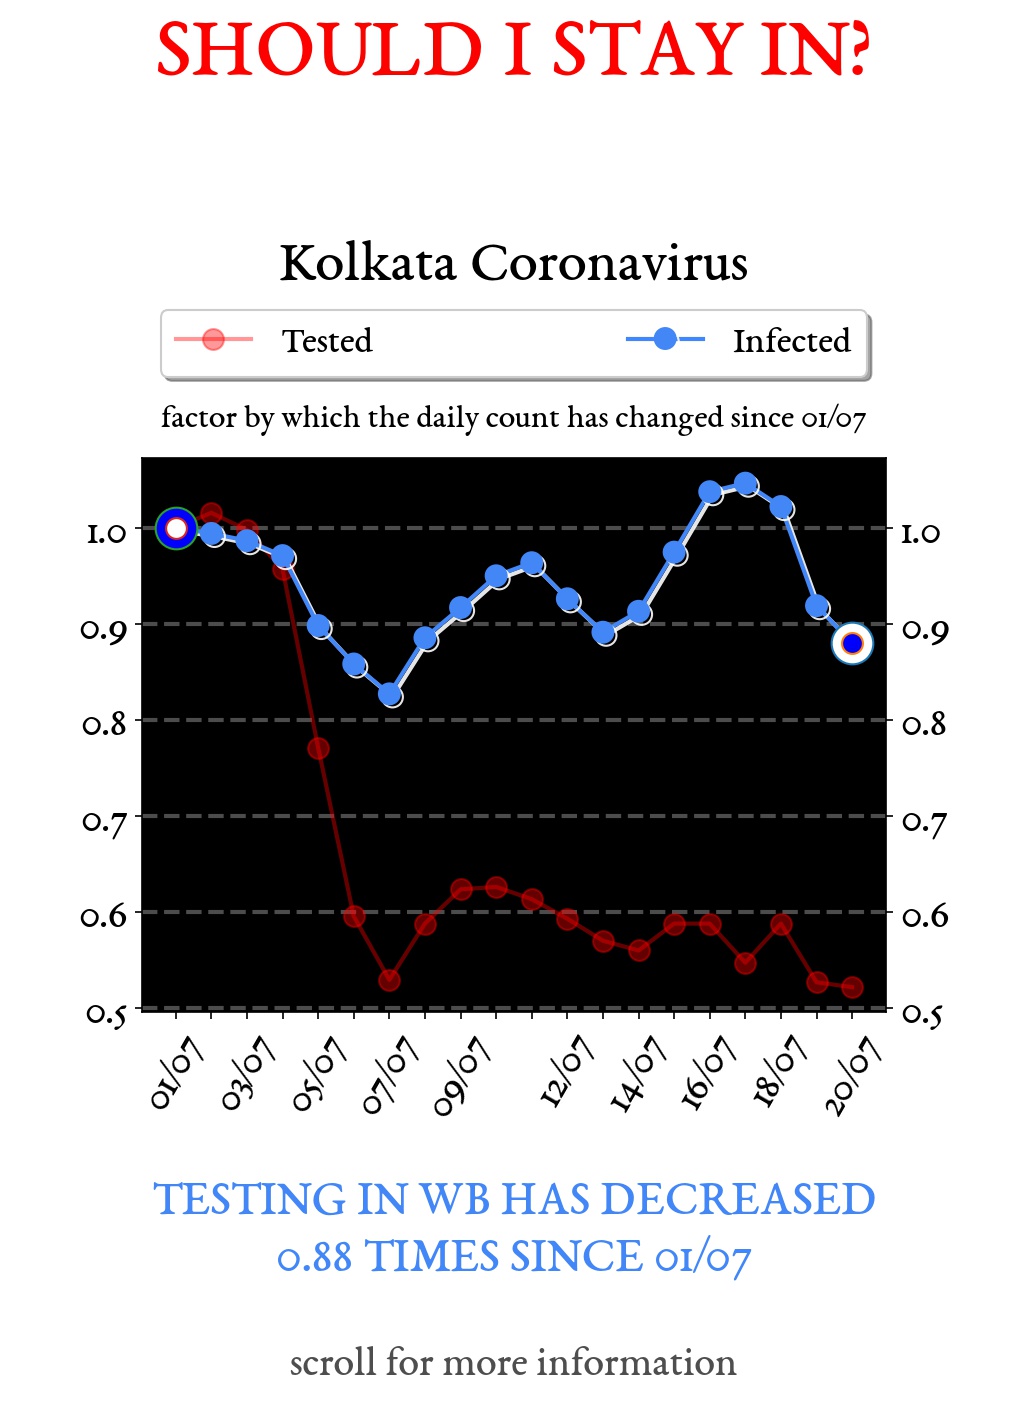 SHOULD I STAY IN?
Kolkata Coronavirus
Tested Infected
factor by which the daily count has changed since 01/07
1.0 1.0
0.9 0.9
0.8 0.8
0.7 0.7
0.6 0.6
0.5 0.5
01/07 03/07 05/07 07/07 09/07 12/07 14/07 16/07 18/07 20/07
TESTING IN WB HAS DECREASED
0.88 TIMES SINCE 01/07
scroll for more information